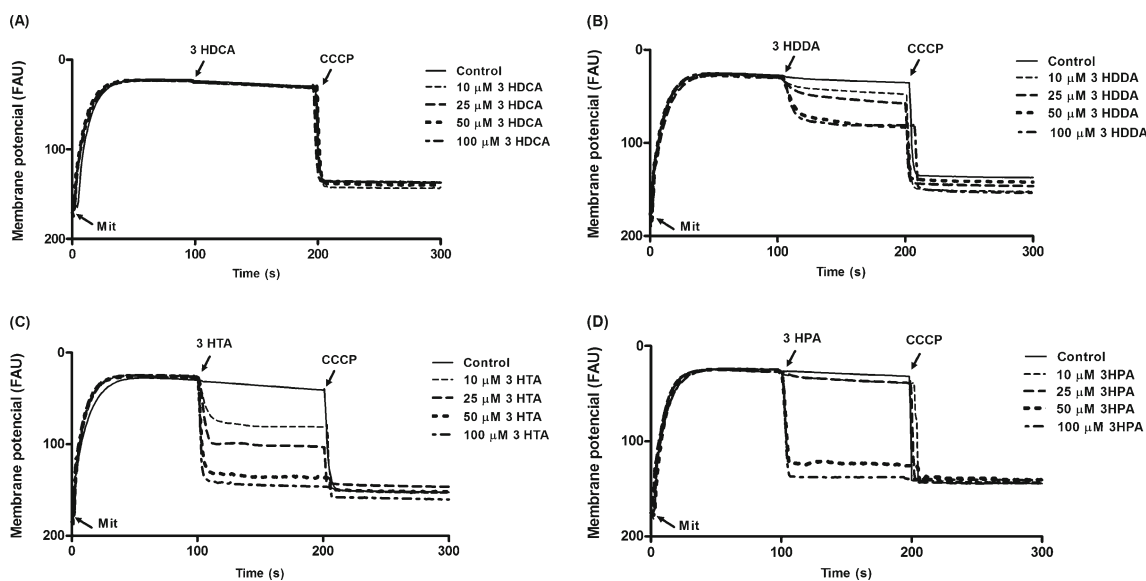 (A)
3 HDCA
CCCP
0
100
200
Membrane potencial (FAU)
Mit
0
100
200
300
Time (s)
Control
10 μM 3 HDCA
25 μM 3 HDCA
50 μM 3 HDCA
100 μM 3 HDCA
(B)
3 HDDA
CCCP
0
100
200
Membrane potencial (FAU)
Mit
0
100
200
300
Time (s)
Control
10 μM 3 HDDA
25 μM 3 HDDA
50 μM 3 HDDA
100 μM 3 HDDA
(C)
3 HTA
CCCP
0
100
200
Membrane potencial (FAU)
Mit
0
100
200
300
Time (s)
Control
10 μM 3 HTA
25 μM 3 HTA
50 μM 3 HTA
100 μM 3 HTA
(D)
3 HPA
CCCP
0
100
200
Membrane potencial (FAU)
Mit
0
100
200
300
Time (s)
Control
10 μM 3HPA
25 μM 3HPA
50 μM 3HPA
100 μM 3HPA